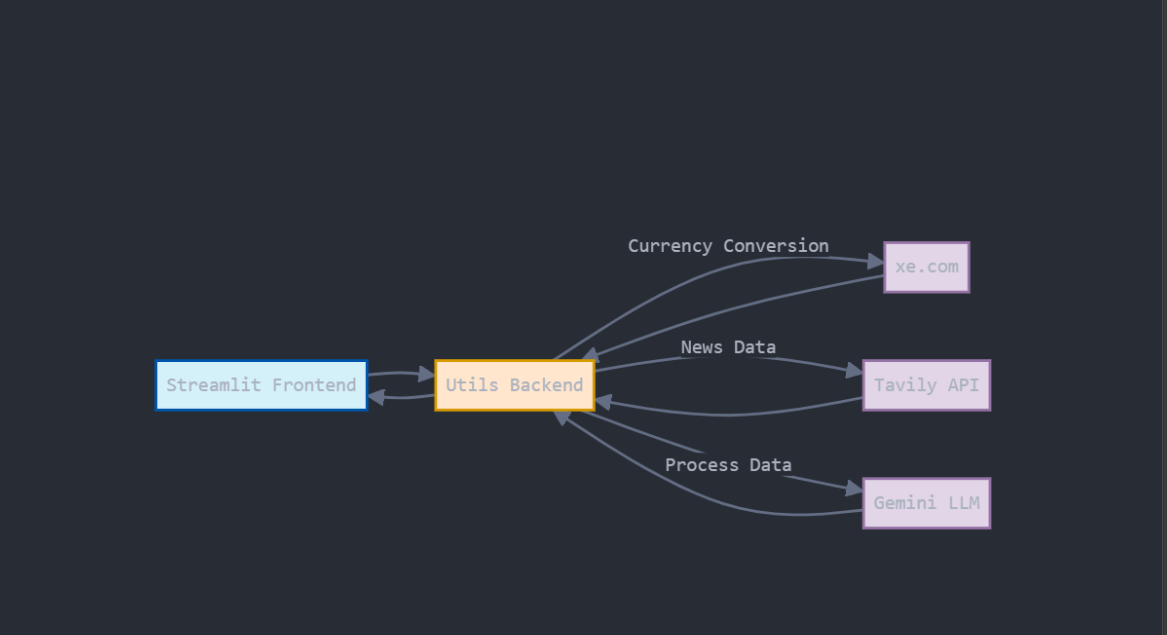 Currency Conversion
xe.com
News Data
Streamlit Frontend
Utils Backend
Tavily API
Process Data
Gemini LLM